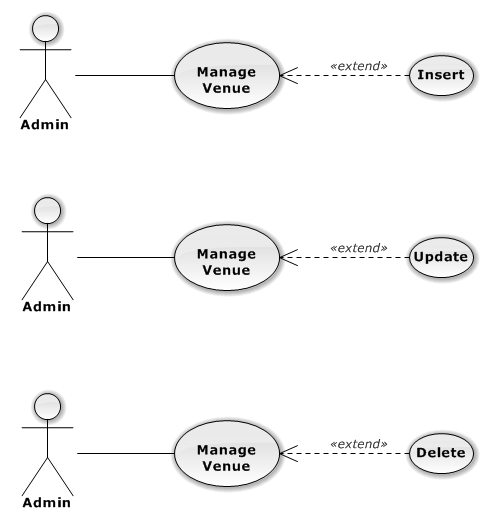 Manage
Venue
«extend»
Insert
Admin
Manage
Venue
«extend»
Update
Admin
Manage
Venue
«extend»
Delete
Admin